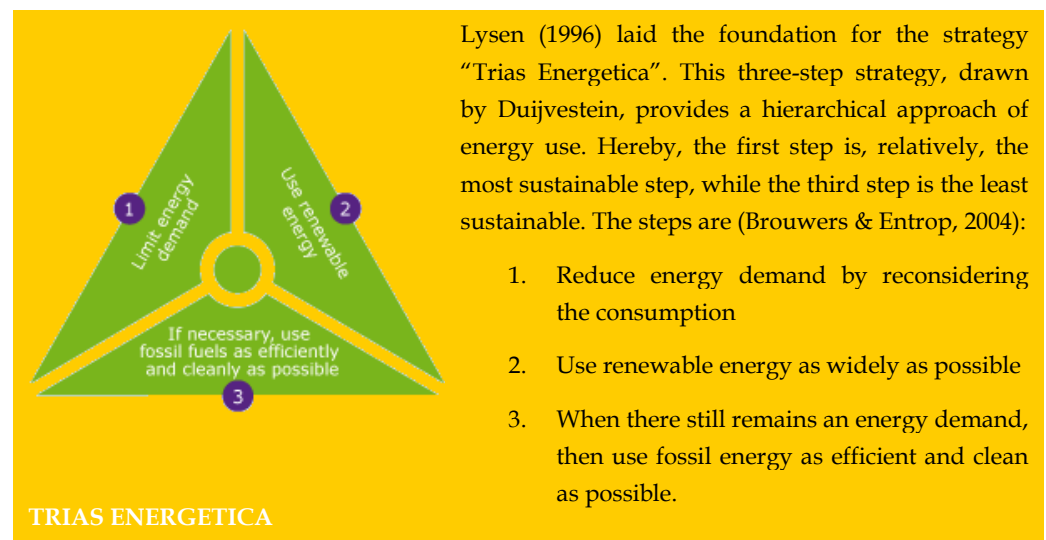 1
Limit energy
demand
Use renewable
energy
2
If necessary, use
fossil fuels as efficiently
and cleanly as possible
3
TRIAS ENERGETICA
Lysen (1996) laid the foundation for the strategy
“Trias Energetica”. This three-step strategy, drawn
by Duijvestein, provides a hierarchical approach of
energy use. Hereby, the first step is, relatively, the
most sustainable step, while the third step is the least
sustainable. The steps are (Brouwers & Entrop, 2004):
1. Reduce energy demand by reconsidering
the consumption
2. Use renewable energy as widely as possible
3. When there still remains an energy demand,
then use fossil energy as efficient and clean
as possible.